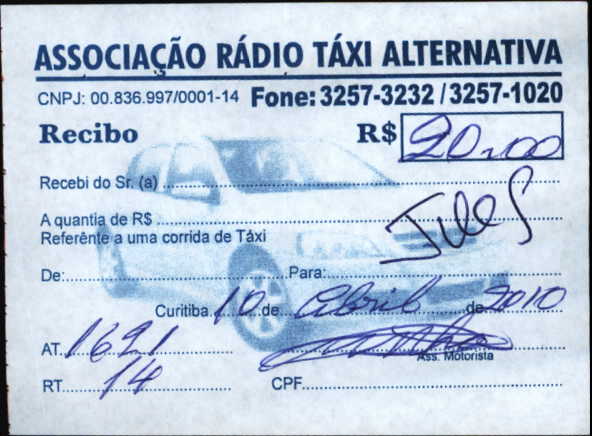 ASSOCIAÇÃO RÁDIO TÁXI ALTERNATIVA
CNPJ: 00.836.997/0001-14 Fone: 3257-3232 / 3257-1020
Recibo R$ 20,00
Recebi do Sr. (a)
A quantia de R$
Referênte a uma corrida de Táxi
De: Para:
Curitiba 10 de Abril de 2010
AT. 1621
Ass. Motorista
RT 14 CPF